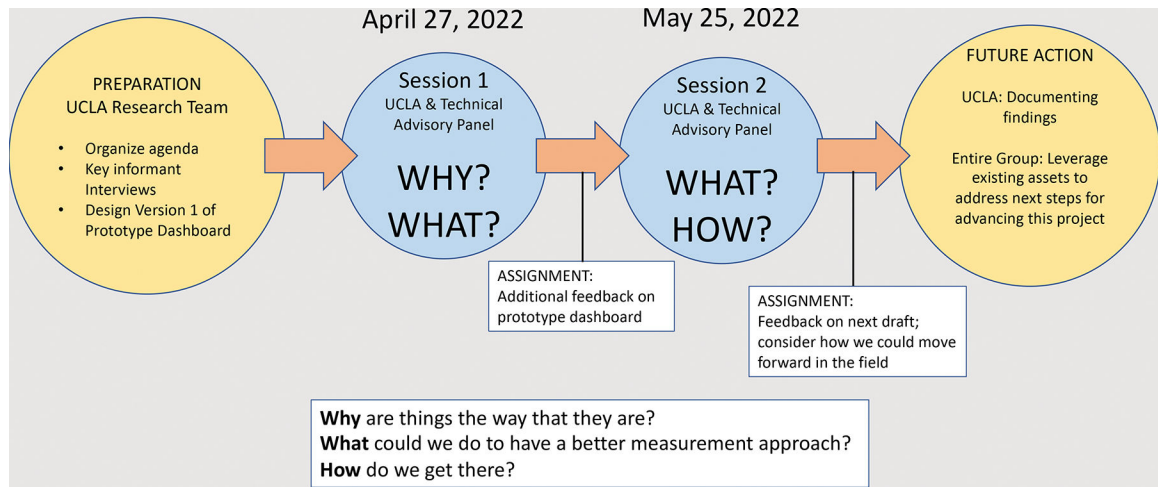 April 27, 2022
May 25, 2022
PREPARATION
UCLA Research Team
• Organize agenda
• Key informant
Interviews
• Design Version 1 of
Prototype Dashboard
Session 1
UCLA & Technical
Advisory Panel
WHY?
WHAT?
ASSIGNMENT:
Additional feedback on
prototype dashboard
Session 2
UCLA & Technical
Advisory Panel
WHAT?
HOW?
ASSIGNMENT:
Feedback on next draft;
consider how we could move
forward in the field
FUTURE ACTION
UCLA: Documenting
findings
Entire Group: Leverage
existing assets to
address next steps for
advancing this project
Why are things the way that they are?
What could we do to have a better measurement approach?
How do we get there?